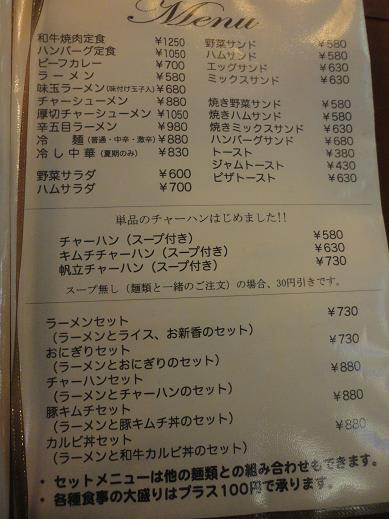 Menu
和牛焼肉定食 ¥1250
ハンバーグ定食 ¥1050
ビーフカレー ¥700
ラーメン ¥580
味玉ラーメン(味付け玉子入) ¥680
チャーシューメン ¥880
厚切チャーシューメン ¥1050
辛五目ラーメン ¥980
冷 麺 (普通・中辛・激辛) ¥880
冷し中華 (夏期のみ) ¥830
野菜サラダ ¥600
ハムサラダ ¥700
野菜サンド ¥580
ハムサンド ¥580
エッグサンド ¥630
ミックスサンド ¥630
焼き野菜サンド ¥580
焼きハムサンド ¥580
焼きミックスサンド ¥630
ハンバーグサンド ¥680
トースト ¥380
ジャムトースト ¥430
ピザトースト ¥630
単品のチャーハンはじめました!!
チャーハン(スープ付き) ¥580
キムチチャーハン(スープ付き) ¥630
帆立チャーハン(スープ付き) ¥730
スープ無し(麺類と一緒のご注文)の場合、30円引きです。
ラーメンセット ¥730
(ラーメンとライス、お新香のセット)
おにぎりセット ¥730
(ラーメンとおにぎりのセット)
チャーハンセット ¥880
(ラーメンとチャーハンのセット)
豚キムチセット ¥880
(ラーメンと豚キムチ丼のセット)
カルビ丼セット ¥880
(ラーメンと和牛カルビ丼のセット)
・セットメニューは他の麺類との組み合わせもできます。
・各種食事の大盛りはプラス100円で承ります。